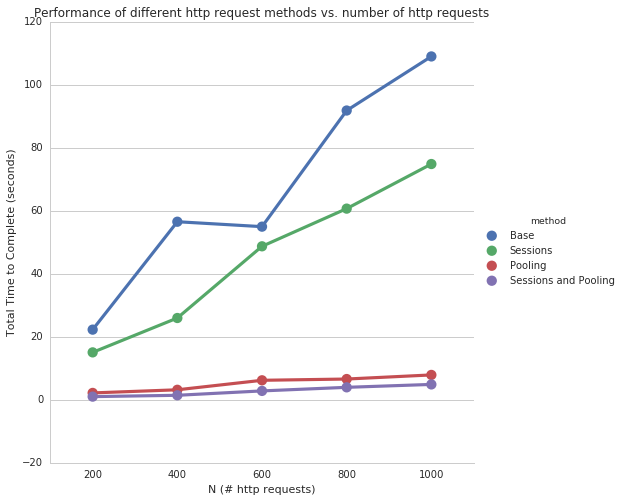 Performance of different http request methods vs. number of http requests
120
100
80
60
40
20
0
−20
Total Time to Complete (seconds)
200 400 600 800 1000
N (# http requests)
method
Base
Sessions
Pooling
Sessions and Pooling